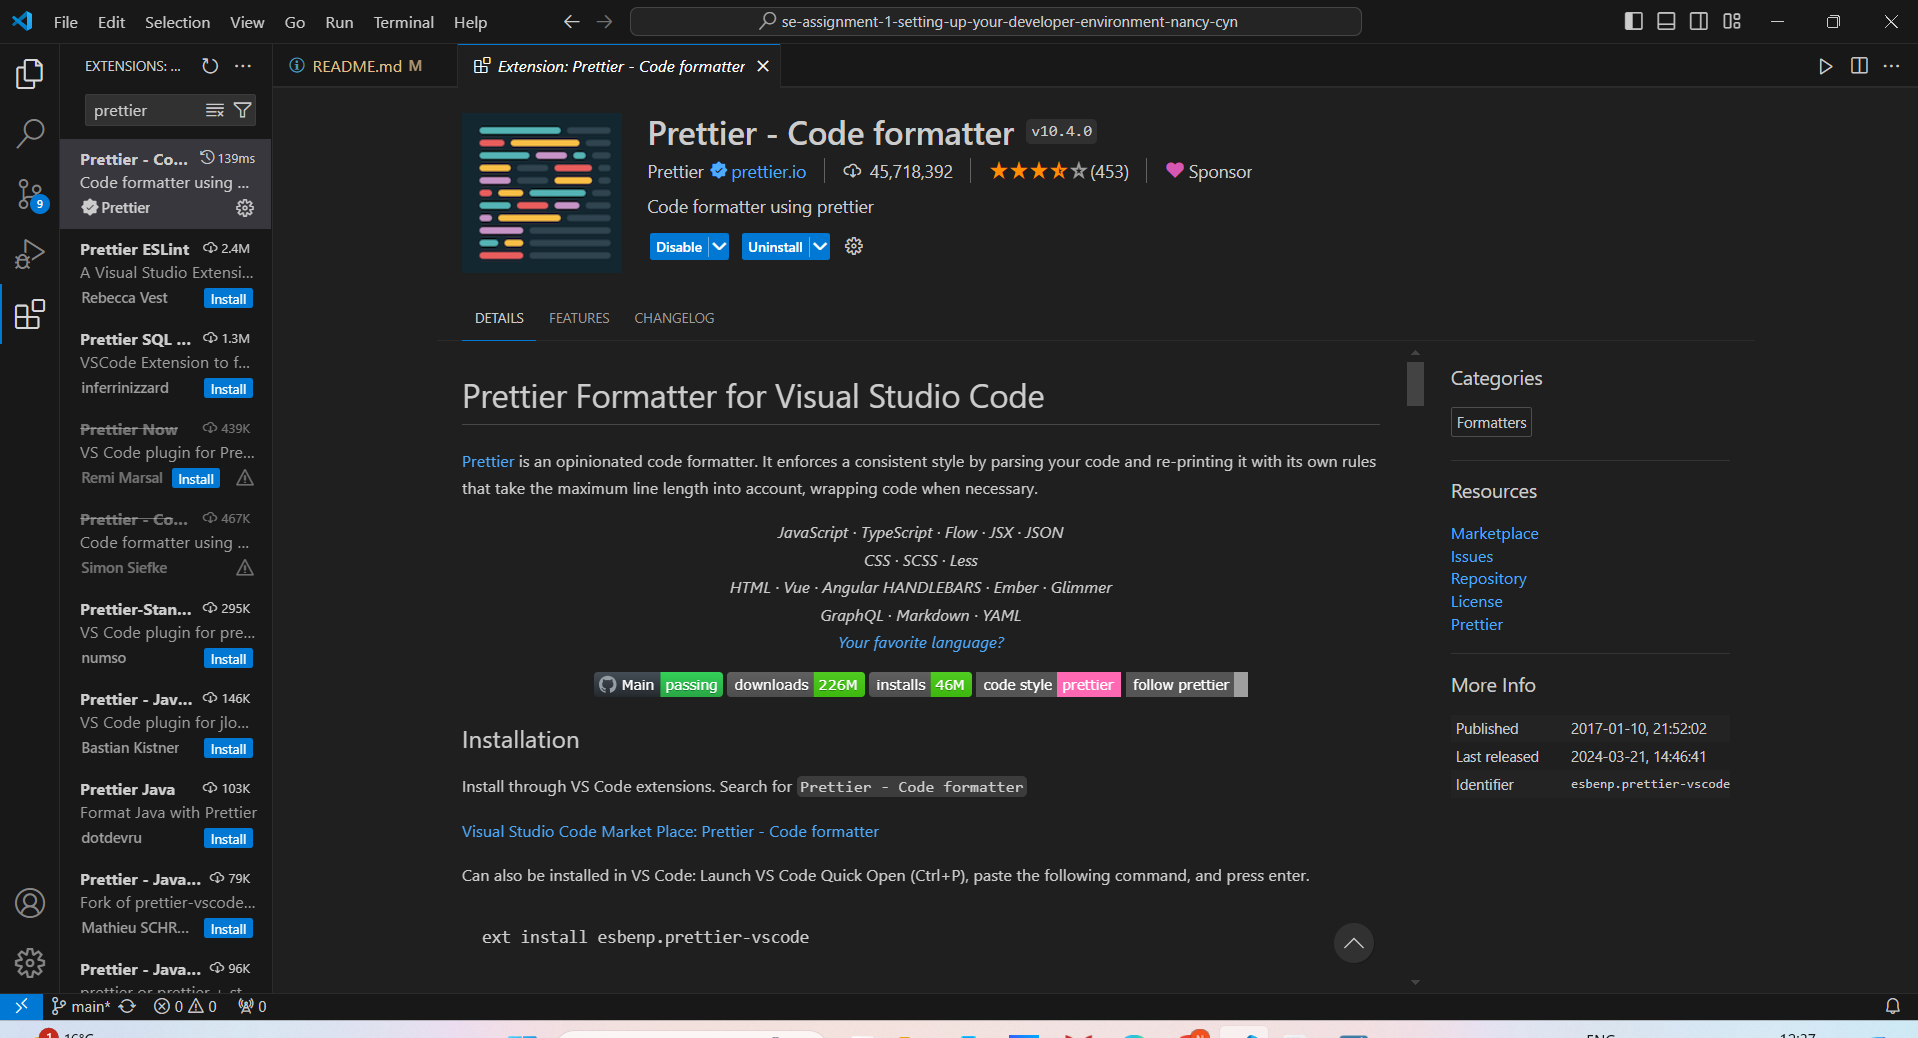 File Edit Selection View Go Run Terminal Help
se-assignment-1-setting-up-your-developer-environment-nancy-cyn
EXTENSIONS: ...
README.md M
Extension: Prettier - Code formatter
prettier
Prettier - Co... 139ms
Code formatter using ...
Prettier
Prettier ESLint 2.4M
A Visual Studio Extensi...
Rebecca Vest Install
Prettier SQL ... 1.3M
VSCode Extension to f...
inferrinizzard Install
Prettier Now 439K
VS Code plugin for Pre...
Remi Marsal Install
Prettier - Co... 467K
Code formatter using ...
Simon Siefke
Prettier-Stan... 295K
VS Code plugin for pre...
numso Install
Prettier - Jav... 146K
VS Code plugin for jlo...
Bastian Kistner Install
Prettier Java 103K
Format Java with Prettier
dotdevru Install
Prettier - Java... 79K
Fork of prettier-vscode...
Mathieu SCHR... Install
Prettier - Java... 96K
prettier or prettier + st
9
Prettier - Code formatter v10.4.0
Prettier prettier.io 45,718,392 (453) Sponsor
Code formatter using prettier
Disable Uninstall
DETAILS FEATURES CHANGELOG
Prettier Formatter for Visual Studio Code
Prettier is an opinionated code formatter. It enforces a consistent style by parsing your code and re-printing it with its own rules
that take the maximum line length into account, wrapping code when necessary.
JavaScript · TypeScript · Flow · JSX · JSON
CSS · SCSS · Less
HTML · Vue · Angular HANDLEBARS · Ember · Glimmer
GraphQL · Markdown · YAML
Your favorite language?
Main passing downloads 226M installs 46M code style prettier follow prettier
Installation
Install through VS Code extensions. Search for Prettier - Code formatter
Visual Studio Code Market Place: Prettier - Code formatter
Can also be installed in VS Code: Launch VS Code Quick Open (Ctrl+P), paste the following command, and press enter.
ext install esbenp.prettier-vscode
Categories
Formatters
Resources
Marketplace
Issues
Repository
License
Prettier
More Info
Published 2017-01-10, 21:52:02
Last released 2024-03-21, 14:46:41
Identifier esbenp.prettier-vscode
main* 0 0 0
1 16°C